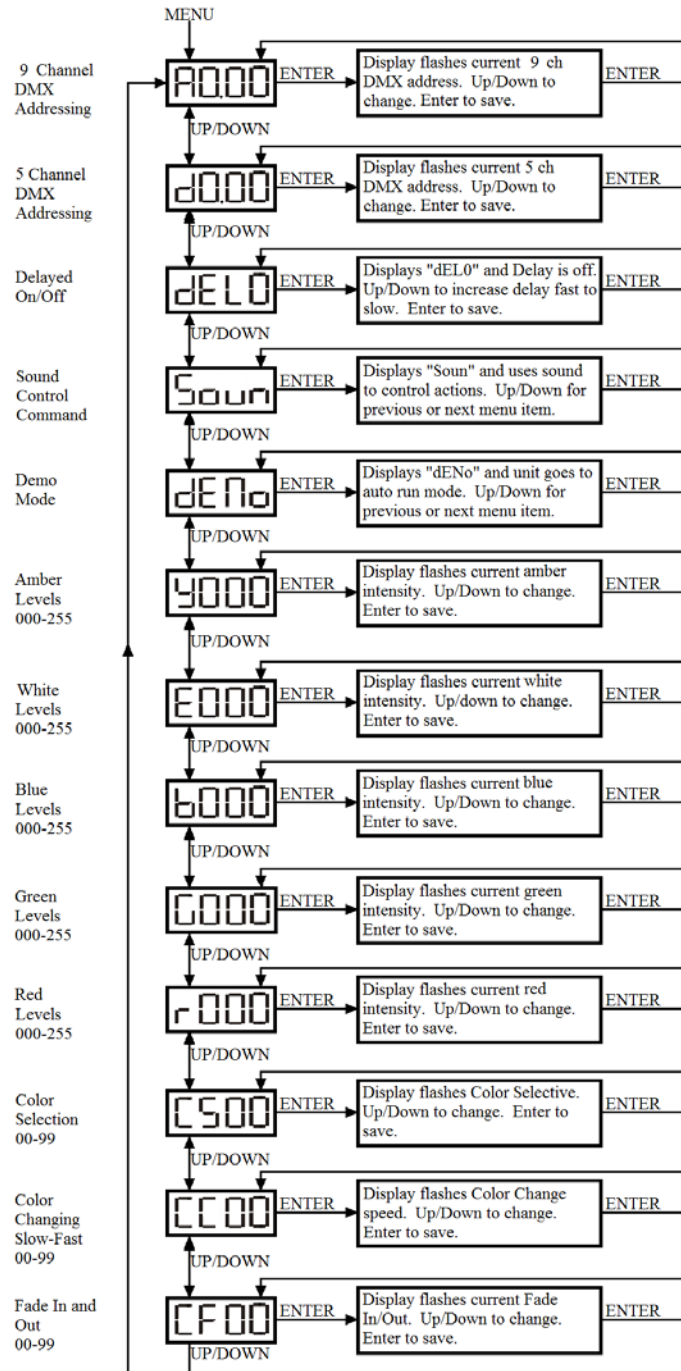 MENU
9 Channel
DMX
Addressing
A0.00
ENTER
Display flashes current 9 ch
DMX address. Up/Down to
change. Enter to save.
UP/DOWN
5 Channel
DMX
Addressing
d0.00
ENTER
Display flashes current 5 ch
DMX address. Up/Down to
change. Enter to save.
ENTER
UP/DOWN
Delayed
On/Off
dEL0
ENTER
Displays "dEL0" and Delay is off.
Up/Down to increase delay fast to
slow. Enter to save.
ENTER
UP/DOWN
Sound
Control
Command
Soun
ENTER
Displays "Soun" and uses sound
to control actions. Up/Down for
previous or next menu item.
ENTER
UP/DOWN
Demo
Mode
dENo
ENTER
Displays "dENo" and unit goes to
auto run mode. Up/Down for
previous or next menu item.
ENTER
UP/DOWN
Amber
Levels
000-255
y000
ENTER
Display flashes current amber
intensity. Up/Down to change.
Enter to save.
ENTER
UP/DOWN
White
Levels
000-255
E000
ENTER
Display flashes current white
intensity. Up/down to change.
Enter to save.
ENTER
UP/DOWN
Blue
Levels
000-255
b000
ENTER
Display flashes current blue
intensity. Up/Down to change.
Enter to save.
ENTER
UP/DOWN
Green
Levels
000-255
G000
ENTER
Display flashes current green
intensity. Up/Down to change.
Enter to save.
ENTER
UP/DOWN
Red
Levels
000-255
r000
ENTER
Display flashes current red
intensity. Up/Down to change.
Enter to save.
ENTER
UP/DOWN
Color
Selection
00-99
CS00
ENTER
Display flashes Color Selective.
Up/Down to change. Enter to
save.
ENTER
UP/DOWN
Color
Changing
Slow-Fast
00-99
CC00
ENTER
Display flashes Color Change
speed. Up/Down to change.
Enter to save.
ENTER
UP/DOWN
Fade In and
Out
00-99
CF00
ENTER
Display flashes current Fade
In/Out. Up/Down to change.
Enter to save.
ENTER
UP/DOWN